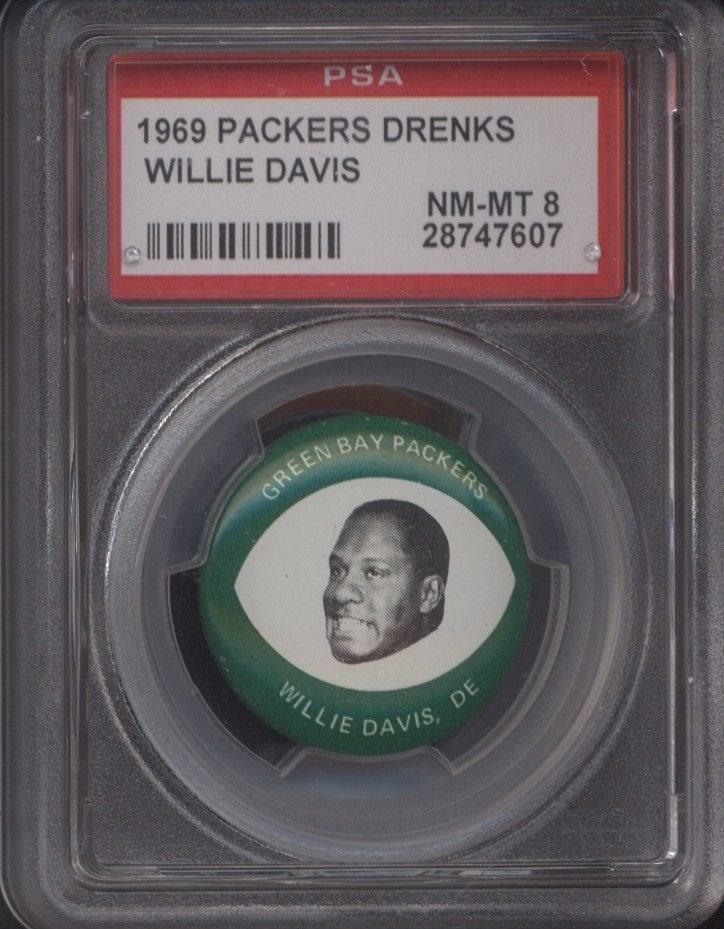 PSA
1969 PACKERS DRENKS
WILLIE DAVIS
NM-MT 8
28747607
GREEN BAY PACKERS
WILLIE DAVIS, DE